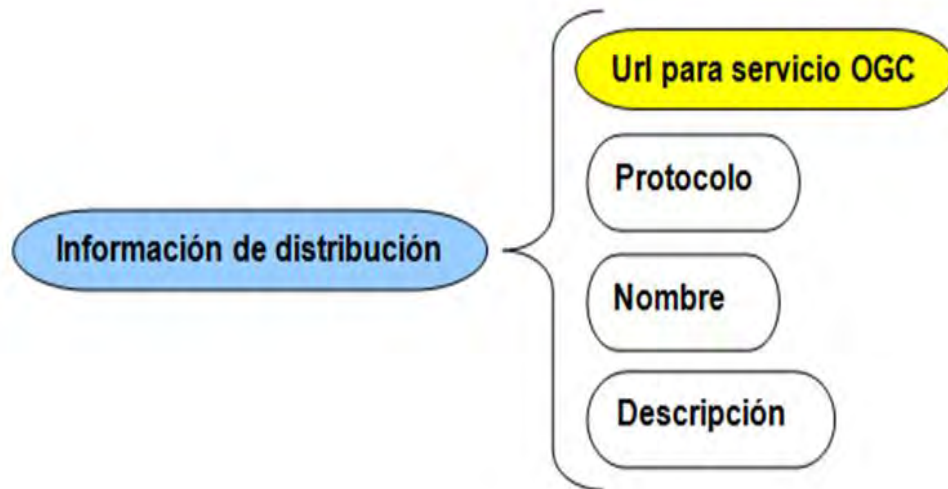 Url para servicio OGC
Protocolo
Información de distribución
Nombre
Descripción